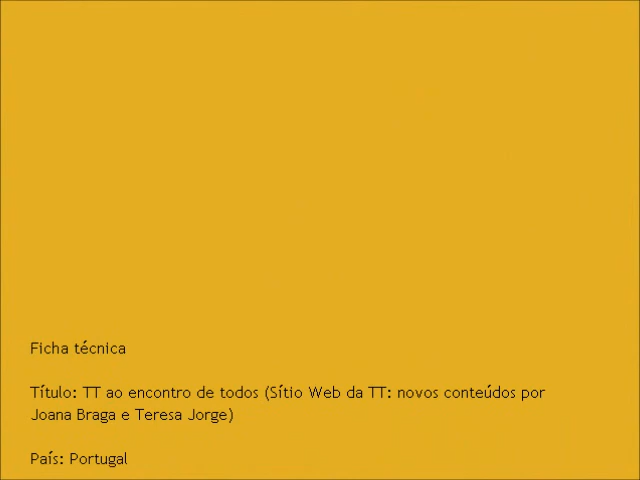 Ficha técnica
Título: TT ao encontro de todos (Sítio Web da TT: novos conteúdos por
Joana Braga e Teresa Jorge)
País: Portugal